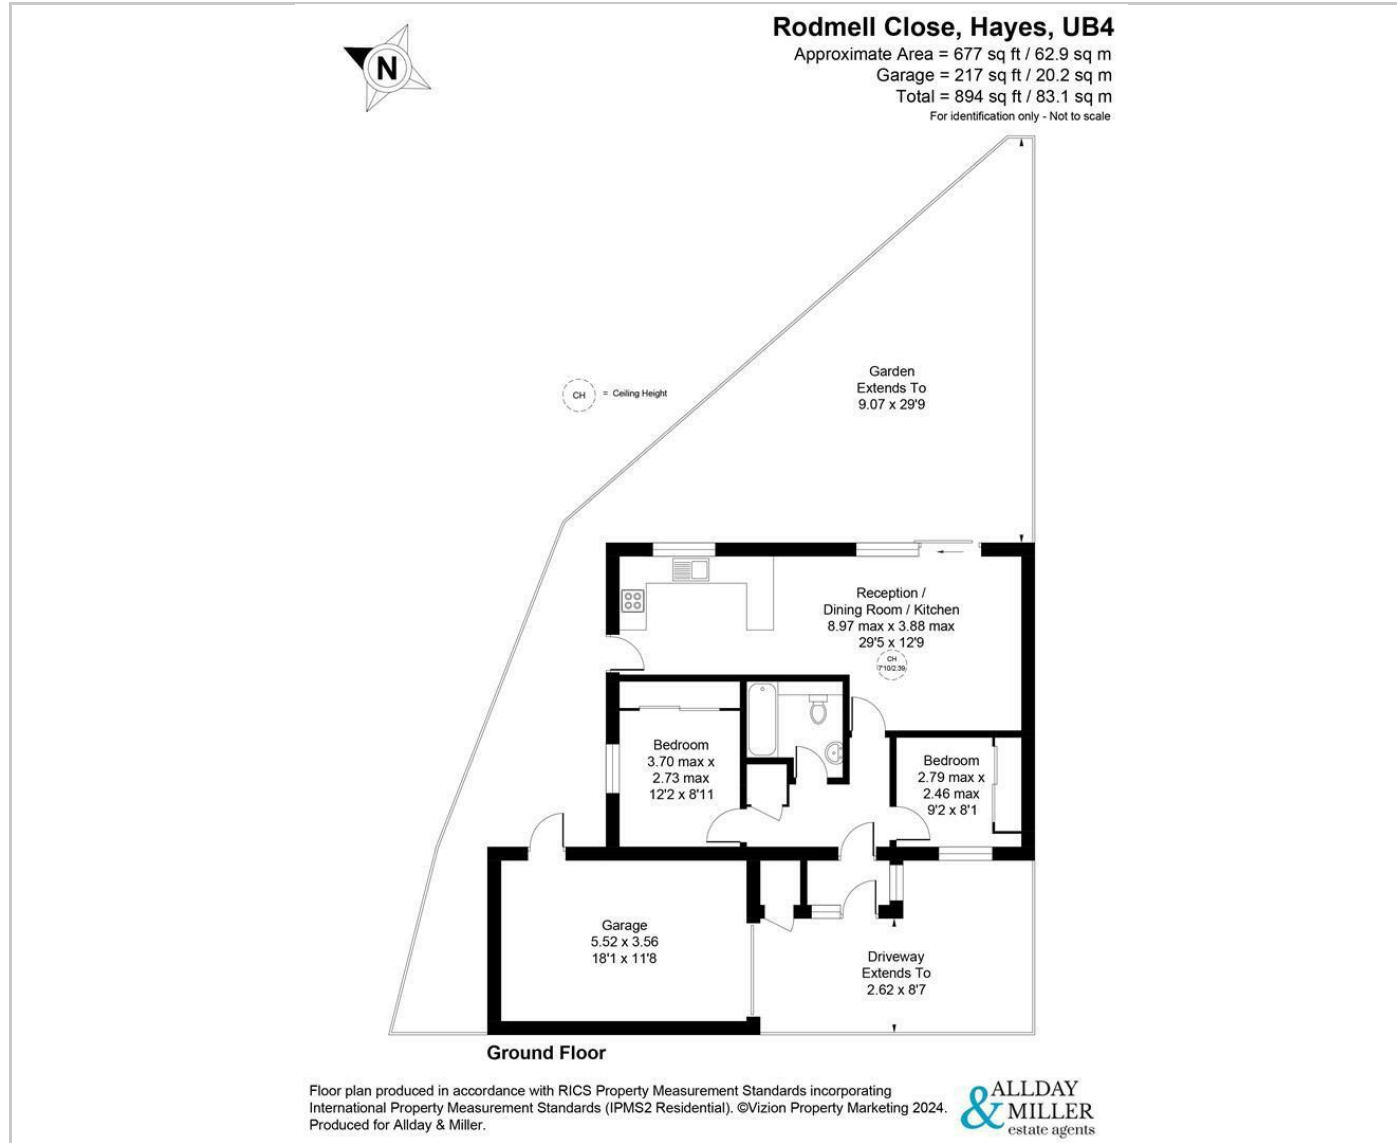 Rodmell Close, Hayes, UB4
Approximate Area = 677 sq ft / 62.9 sq m
Garage = 217 sq ft / 20.2 sq m
Total = 894 sq ft / 83.1 sq m
For identification only - Not to scale
N
Garden
Extends To
9.07 x 29'9
CH = Ceiling Height
Reception /
Dining Room / Kitchen
8.97 max x 3.88 max
29'5 x 12'9
CH
7'10/2.39
Bedroom
3.70 max x
2.73 max
12'2 x 8'11
Bedroom
2.79 max x
2.46 max
9'2 x 8'1
Garage
5.52 x 3.56
18'1 x 11'8
Driveway
Extends To
2.62 x 8'7
Ground Floor
Floor plan produced in accordance with RICS Property Measurement Standards incorporating
International Property Measurement Standards (IPMS2 Residential). ©Vizion Property Marketing 2024.
Produced for Allday & Miller.
ALLDAY
& MILLER
estate agents